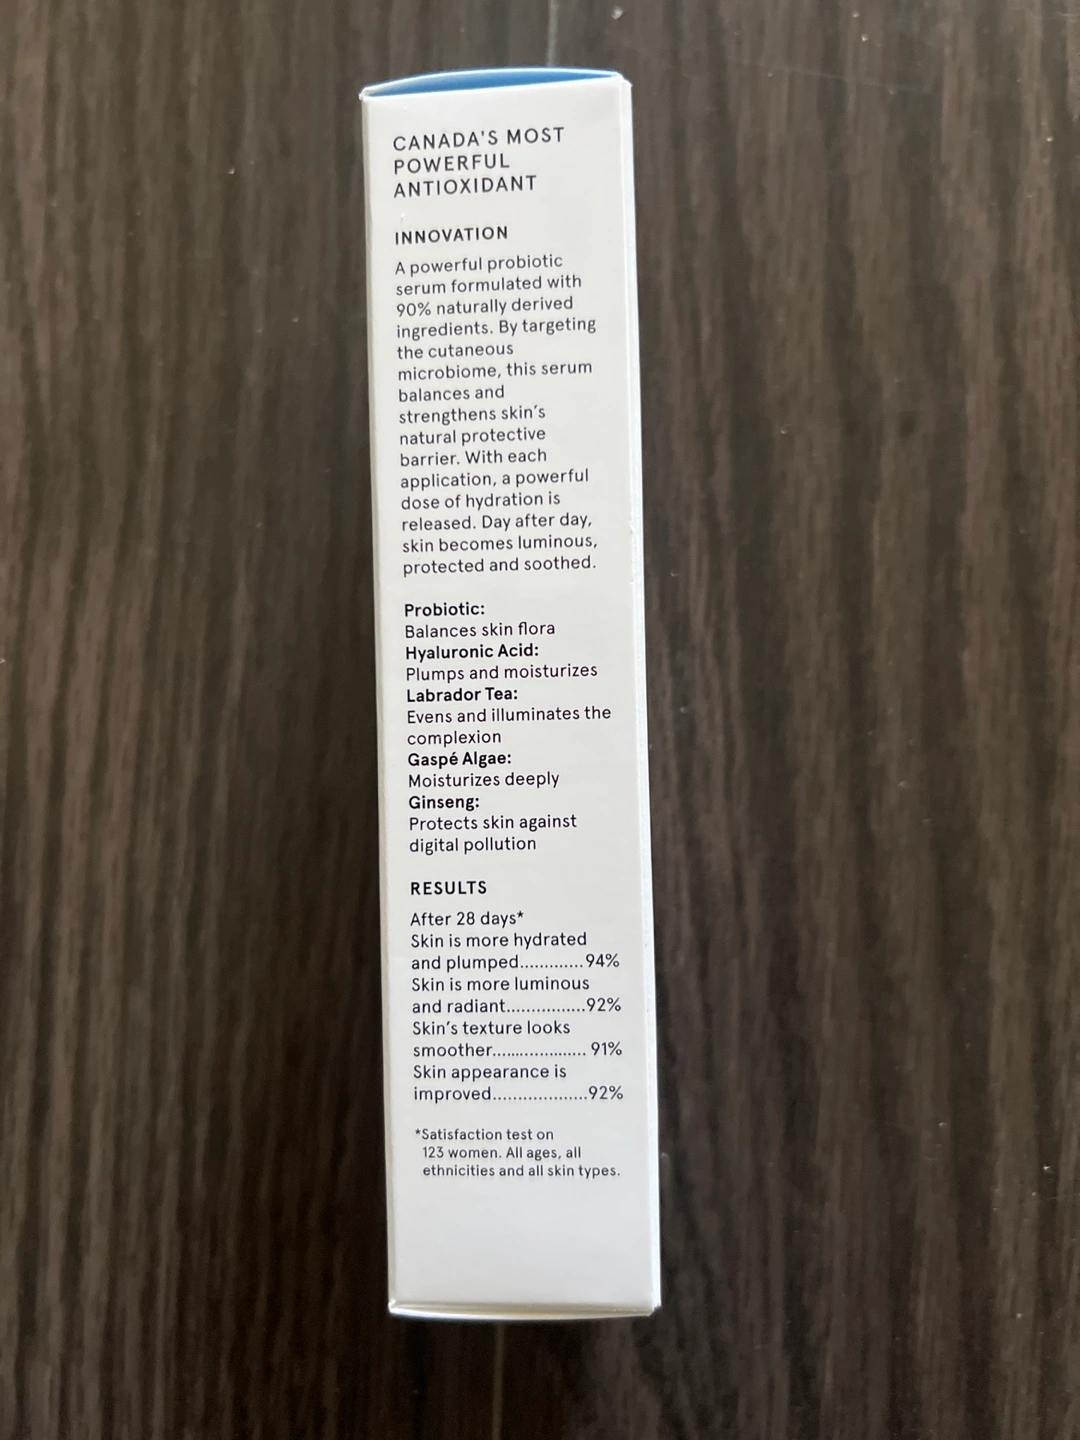 CANADA'S MOST
POWERFUL
ANTIOXIDANT
INNOVATION
A powerful probiotic
serum formulated with
90% naturally derived
ingredients. By targeting
the cutaneous
microbiome, this serum
balances and
strengthens skin's
natural protective
barrier. With each
application, a powerful
dose of hydration is
released. Day after day,
skin becomes luminous,
protected and soothed.
Probiotic:
Balances skin flora
Hyaluronic Acid:
Plumps and moisturizes
Labrador Tea:
Evens and illuminates the
complexion
Gaspé Algae:
Moisturizes deeply
Ginseng:
Protects skin against
digital pollution
RESULTS
After 28 days*
Skin is more hydrated
and plumped.............94%
Skin is more luminous
and radiant................92%
Skin's texture looks
smoother................... 91%
Skin appearance is
improved....................92%
*Satisfaction test on
123 women. All ages, all
ethnicities and all skin types.